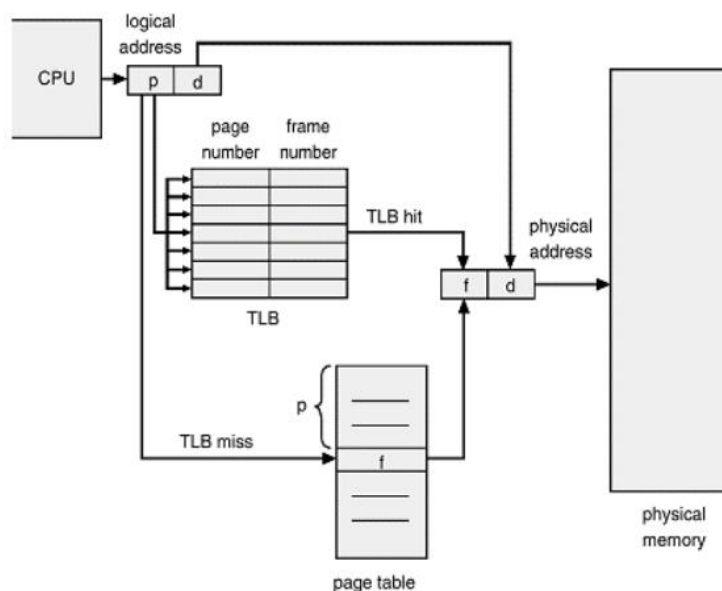 logical
address
CPU
p d
page
number
frame
number
TLB hit
physical
address
f d
TLB
p
TLB miss
f
physical
memory
page table